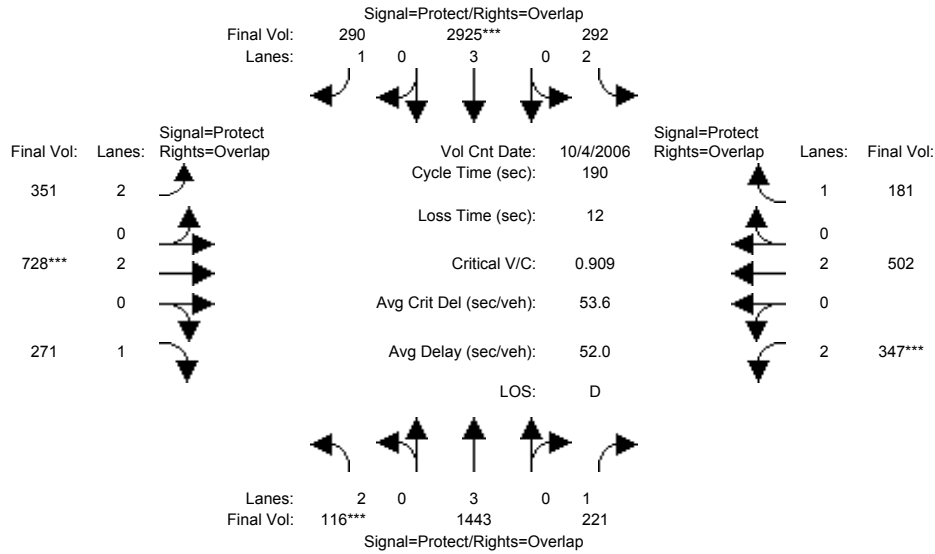 Signal=Protect/Rights=Overlap
Final Vol: 290 2925*** 292
Lanes: 1 0 3 0 2
Signal=Protect
Final Vol: Lanes: Rights=Overlap
Vol Cnt Date: 10/4/2006
Signal=Protect
Rights=Overlap Lanes: Final Vol:
Cycle Time (sec): 190
351 2
1 181
Loss Time (sec): 12
0
0
728*** 2
Critical V/C: 0.909
2 502
0
Avg Crit Del (sec/veh): 53.6
0
271 1
Avg Delay (sec/veh): 52.0
2 347***
LOS: D
Lanes: 2 0 3 0 1
Final Vol: 116*** 1443 221
Signal=Protect/Rights=Overlap